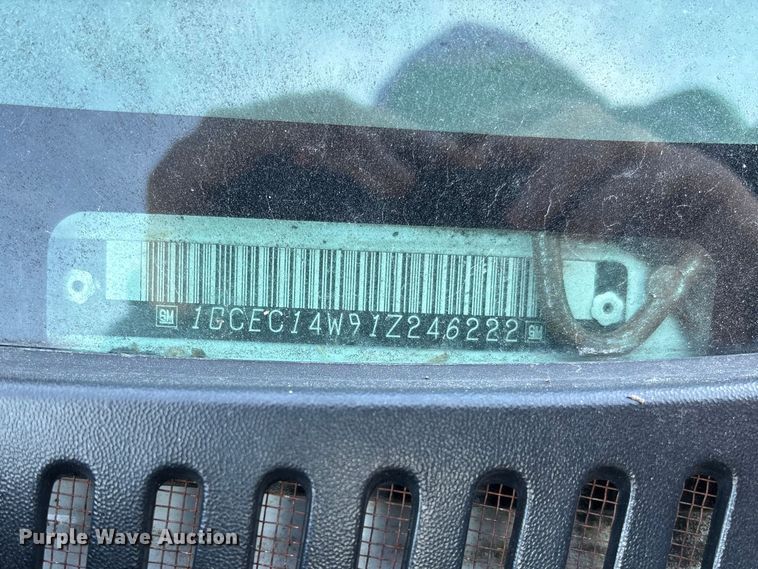 GM 1GCEC14W91Z246222 GM
Purple Wave Auction